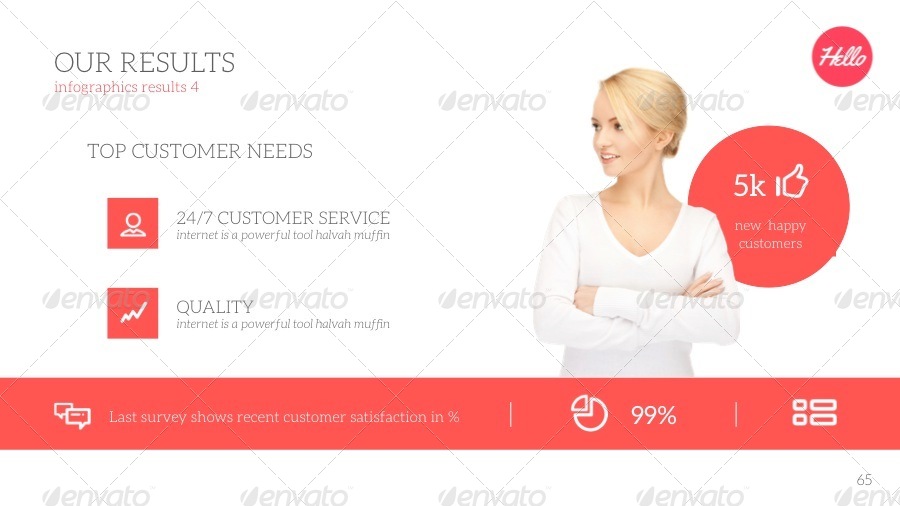 OUR RESULTS
infographics results 4
Hello
TOP CUSTOMER NEEDS
24/7 CUSTOMER SERVICE
internet is a powerful tool halvah muffin
QUALITY
internet is a powerful tool halvah muffin
5k
new happy
customers
Last survey shows recent customer satisfaction in %
99%
65
envato